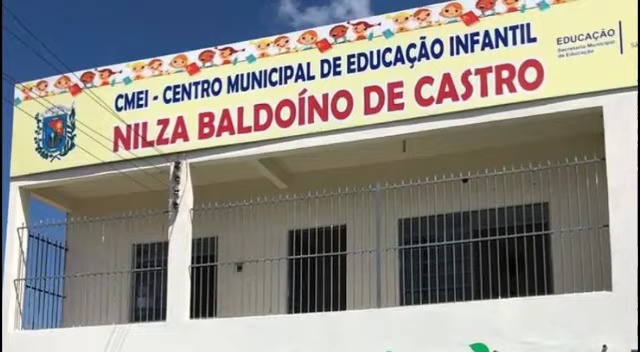 CMEI - CENTRO MUNICIPAL DE EDUCAÇÃO INFANTIL
NILZA BALDOÍNO DE CASTRO
EDUCAÇÃO
Secretaria Municipal
de Educação